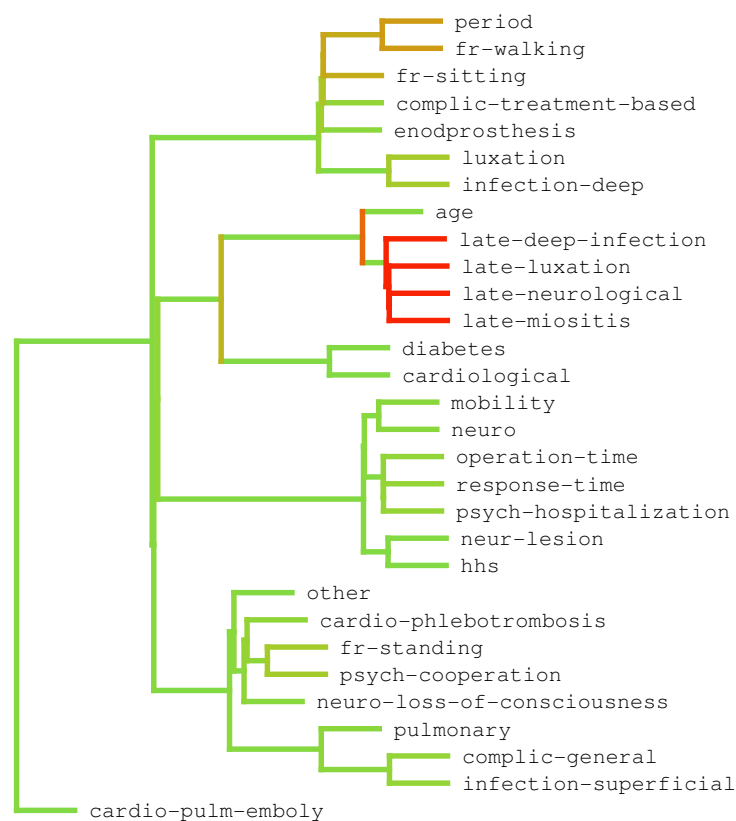 period
fr-walking
fr-sitting
complic-treatment-based
enodprosthesis
luxation
infection-deep
age
late-deep-infection
late-luxation
late-neurological
late-miositis
diabetes
cardiological
mobility
neuro
operation-time
response-time
psych-hospitalization
neur-lesion
hhs
other
cardio-phlebotrombosis
fr-standing
psych-cooperation
neuro-loss-of-consciousness
pulmonary
complic-general
infection-superficial
cardio-pulm-emboly